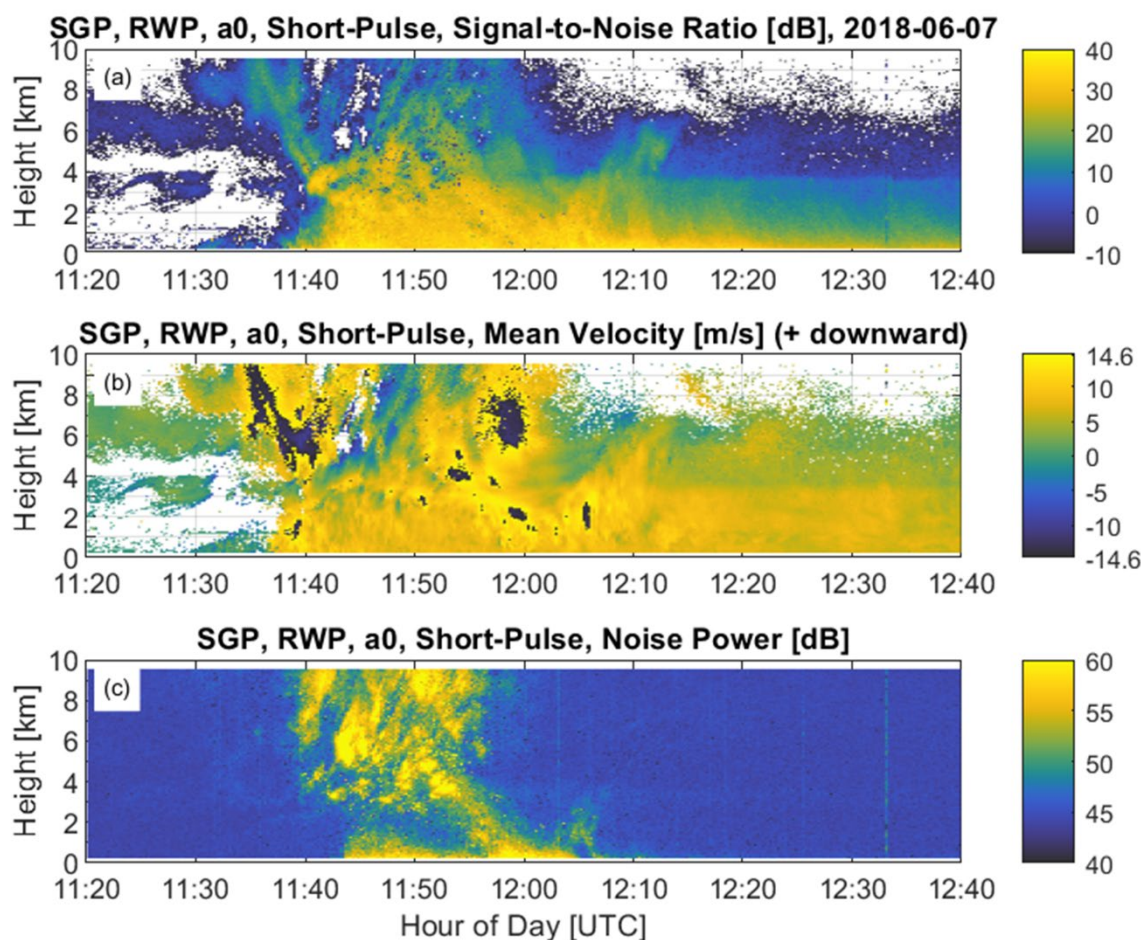 SGP, RWP, a0, Short-Pulse, Signal-to-Noise Ratio [dB], 2018-06-07
(a)
Height [km]
10
8
6
4
2
0
11:20 11:30 11:40 11:50 12:00 12:10 12:20 12:30 12:40
40
30
20
10
0
-10
SGP, RWP, a0, Short-Pulse, Mean Velocity [m/s] (+ downward)
(b)
Height [km]
10
8
6
4
2
0
11:20 11:30 11:40 11:50 12:00 12:10 12:20 12:30 12:40
14.6
10
5
0
-5
-10
-14.6
SGP, RWP, a0, Short-Pulse, Noise Power [dB]
(c)
Height [km]
10
8
6
4
2
0
11:20 11:30 11:40 11:50 12:00 12:10 12:20 12:30 12:40
Hour of Day [UTC]
60
55
50
45
40